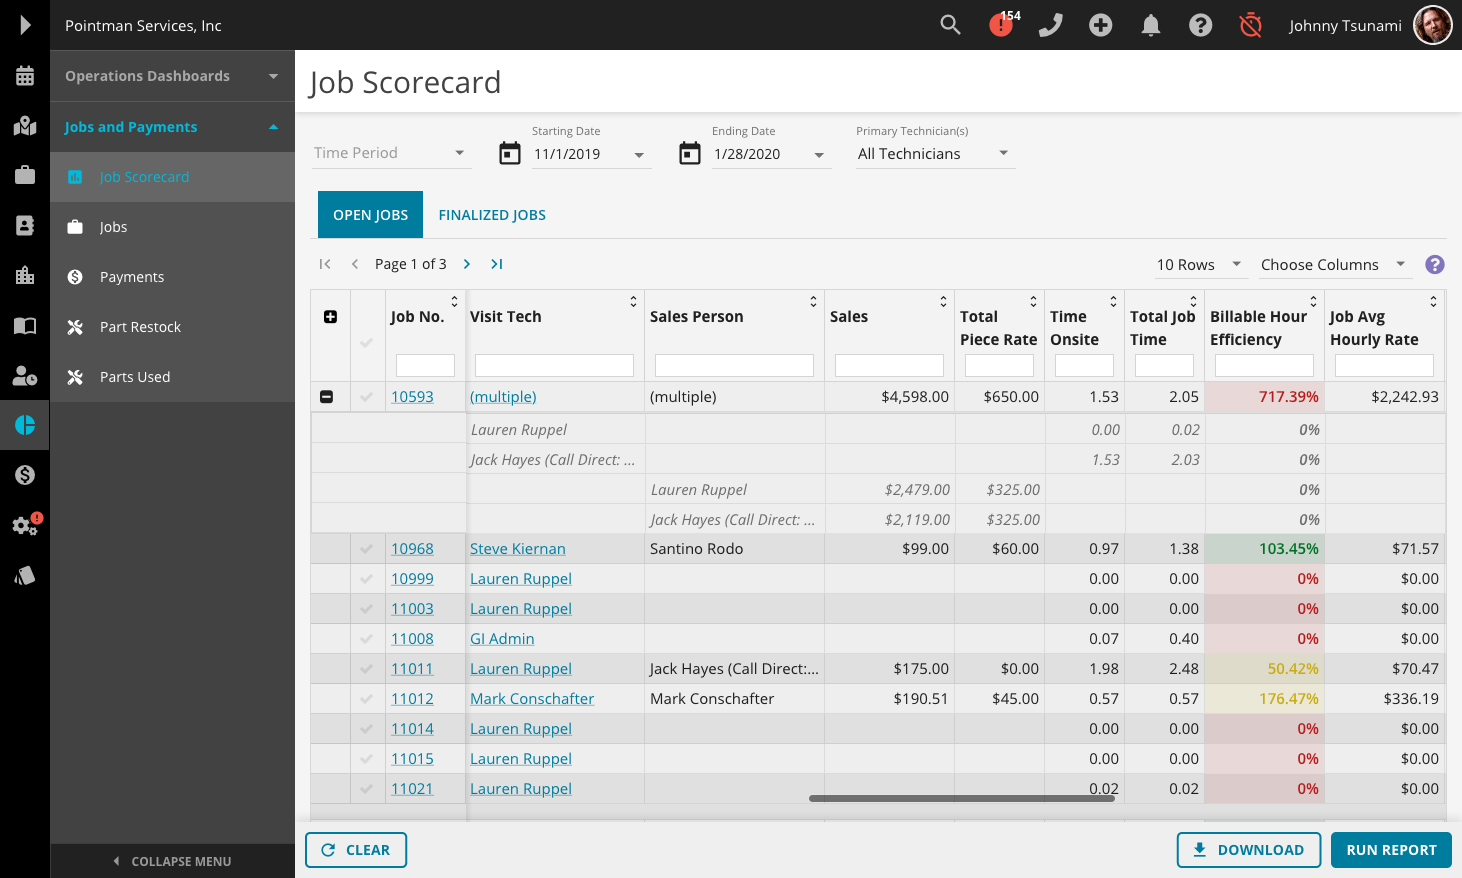 Pointman Services, Inc
154
Johnny Tsunami
Operations Dashboards
Jobs and Payments
Job Scorecard
Jobs
Payments
Part Restock
Parts Used
COLLAPSE MENU
Job Scorecard
Time Period
Starting Date
11/1/2019
Ending Date
1/28/2020
Primary Technician(s)
All Technicians
OPEN JOBS FINALIZED JOBS
Page 1 of 3
10 Rows Choose Columns ?
Job No. Visit Tech Sales Person Sales Total Piece Rate Time Onsite Total Job Time Billable Hour Efficiency Job Avg Hourly Rate
10593 (multiple) (multiple) $4,598.00 $650.00 1.53 2.05 717.39% $2,242.93
Lauren Ruppel 0.00 0.02 0%
Jack Hayes (Call Direct: ... 1.53 2.03 0%
Lauren Ruppel $2,479.00 $325.00 0%
Jack Hayes (Call Direct: ... $2,119.00 $325.00 0%
10968 Steve Kiernan Santino Rodo $99.00 $60.00 0.97 1.38 103.45% $71.57
10999 Lauren Ruppel 0.00 0.00 0% $0.00
11003 Lauren Ruppel 0.00 0.00 0% $0.00
11008 GI Admin 0.07 0.40 0% $0.00
11011 Lauren Ruppel Jack Hayes (Call Direct:... $175.00 $0.00 1.98 2.48 50.42% $70.47
11012 Mark Conschafter Mark Conschafter $190.51 $45.00 0.57 0.57 176.47% $336.19
11014 Lauren Ruppel 0.00 0.00 0% $0.00
11015 Lauren Ruppel 0.00 0.00 0% $0.00
11021 Lauren Ruppel 0.02 0.02 0% $0.00
CLEAR
DOWNLOAD
RUN REPORT